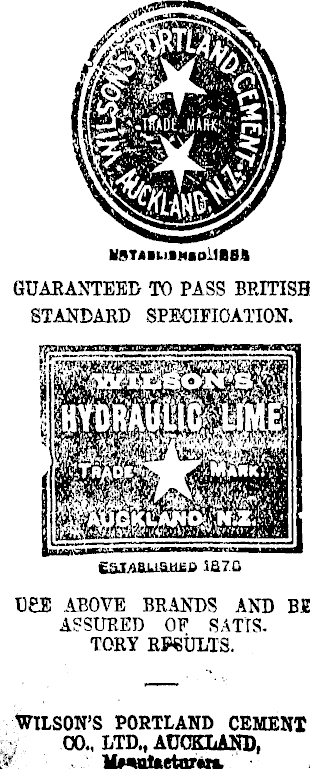 WILSON'S PORTLAND CEMENT
TRADE MARK
AUCKLAND, N.Z.
ESTABLISHED
GUARANTEED TO PASS BRITISH
STANDARD SPECIFICATION.
WILSON'S
HYDRAULIC LIME
TRADE MARK.
AUCKLAND, N.Z.
ESTABLISHED 1878
USE ABOVE BRANDS AND BE
ASSURED OF SATIS-
TORY RESULTS.
WILSON'S PORTLAND CEMENT
CO., LTD., AUCKLAND,
Manufacturers.